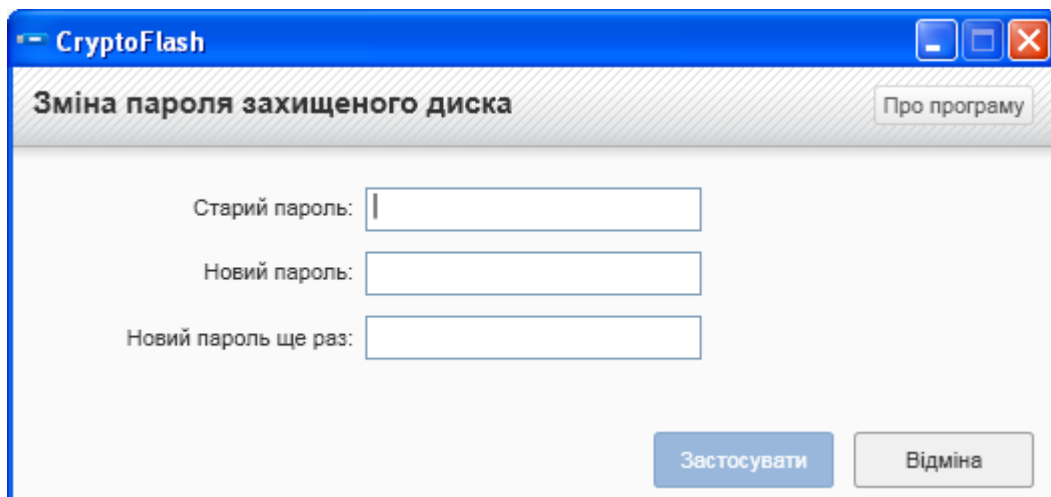 CryptoFlash
Зміна пароля захищеного диска
Про програму
Старий пароль:
Новий пароль:
Новий пароль ще раз:
Застосувати
Відміна